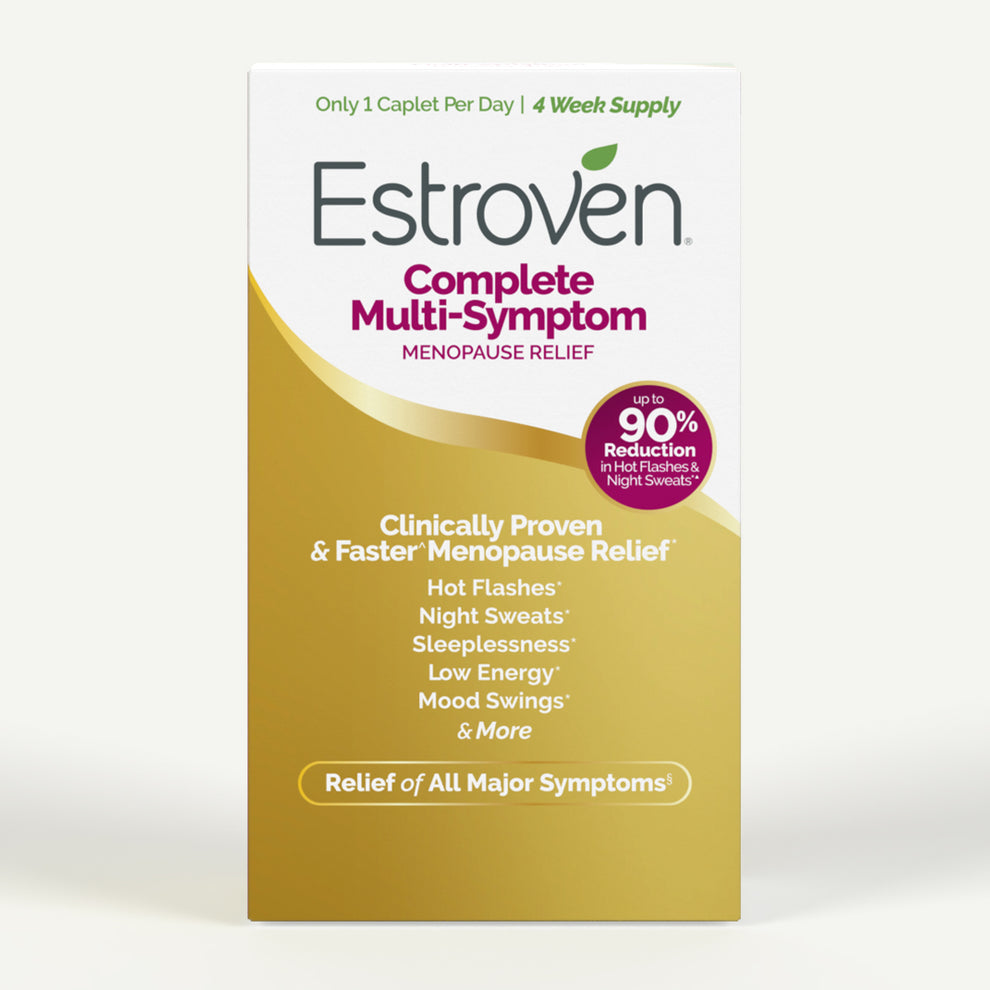 Only 1 Caplet Per Day | 4 Week Supply
Estroven®
Complete
Multi-Symptom
MENOPAUSE RELIEF
up to
90%
Reduction
in Hot Flashes &
Night Sweats*▲
Clinically Proven
& Faster^ Menopause Relief*
Hot Flashes*
Night Sweats*
Sleeplessness*
Low Energy*
Mood Swings*
& More
Relief of All Major Symptoms§